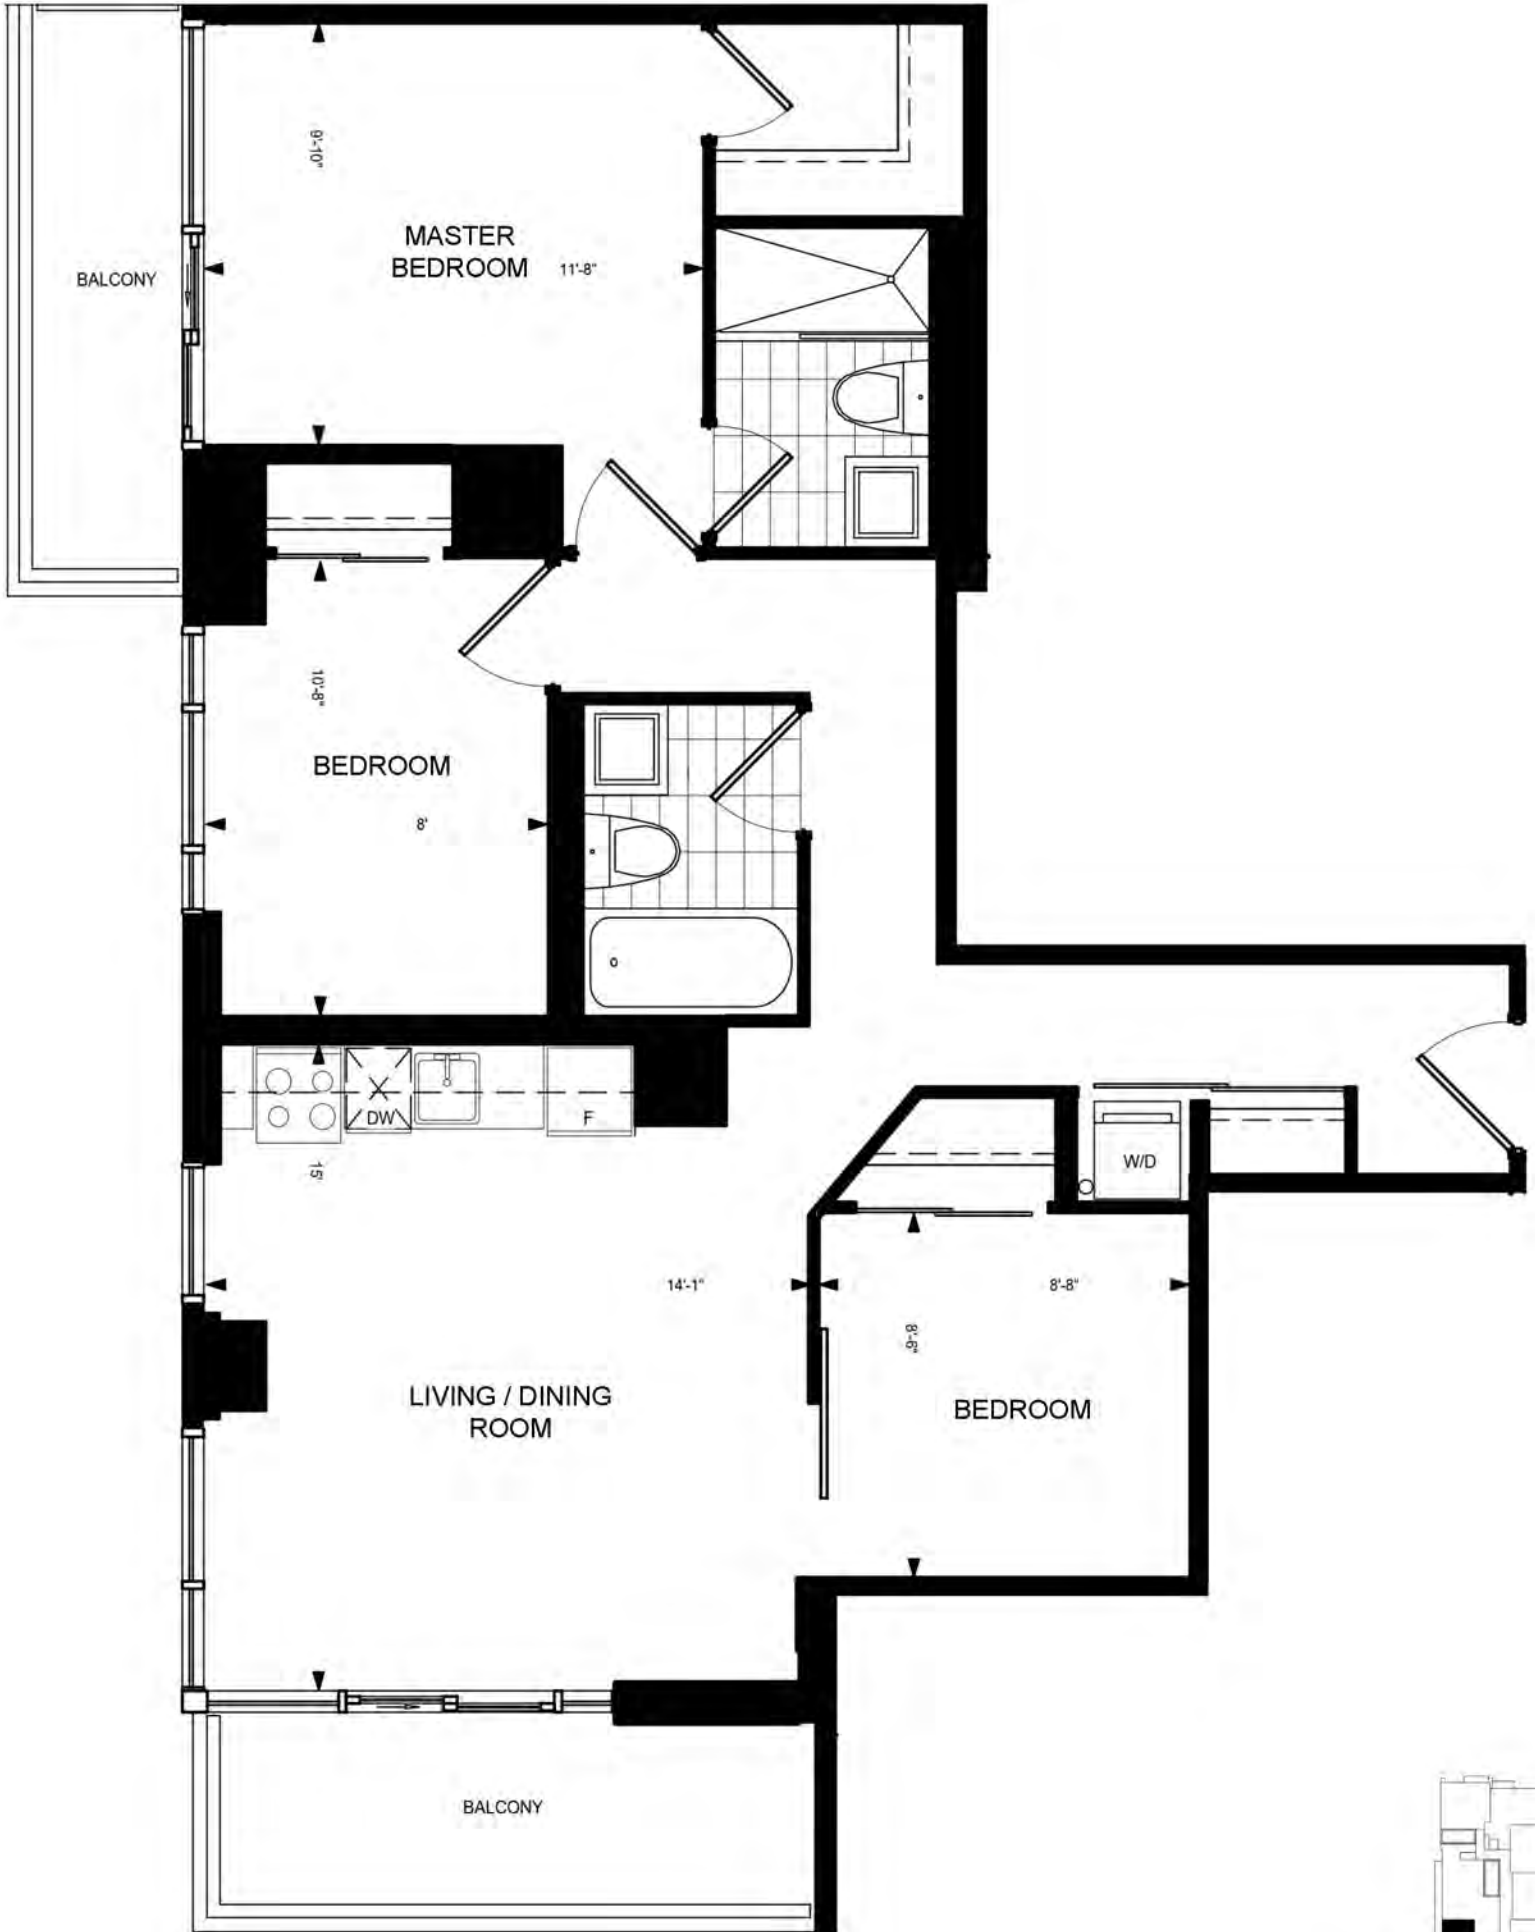 9'-10"
MASTER
BEDROOM
11'-8"
BALCONY
10'-8"
BEDROOM
8'
DW
F
15'
W/D
14'-1"
8'-8"
8'-6"
LIVING / DINING
ROOM
BEDROOM
BALCONY